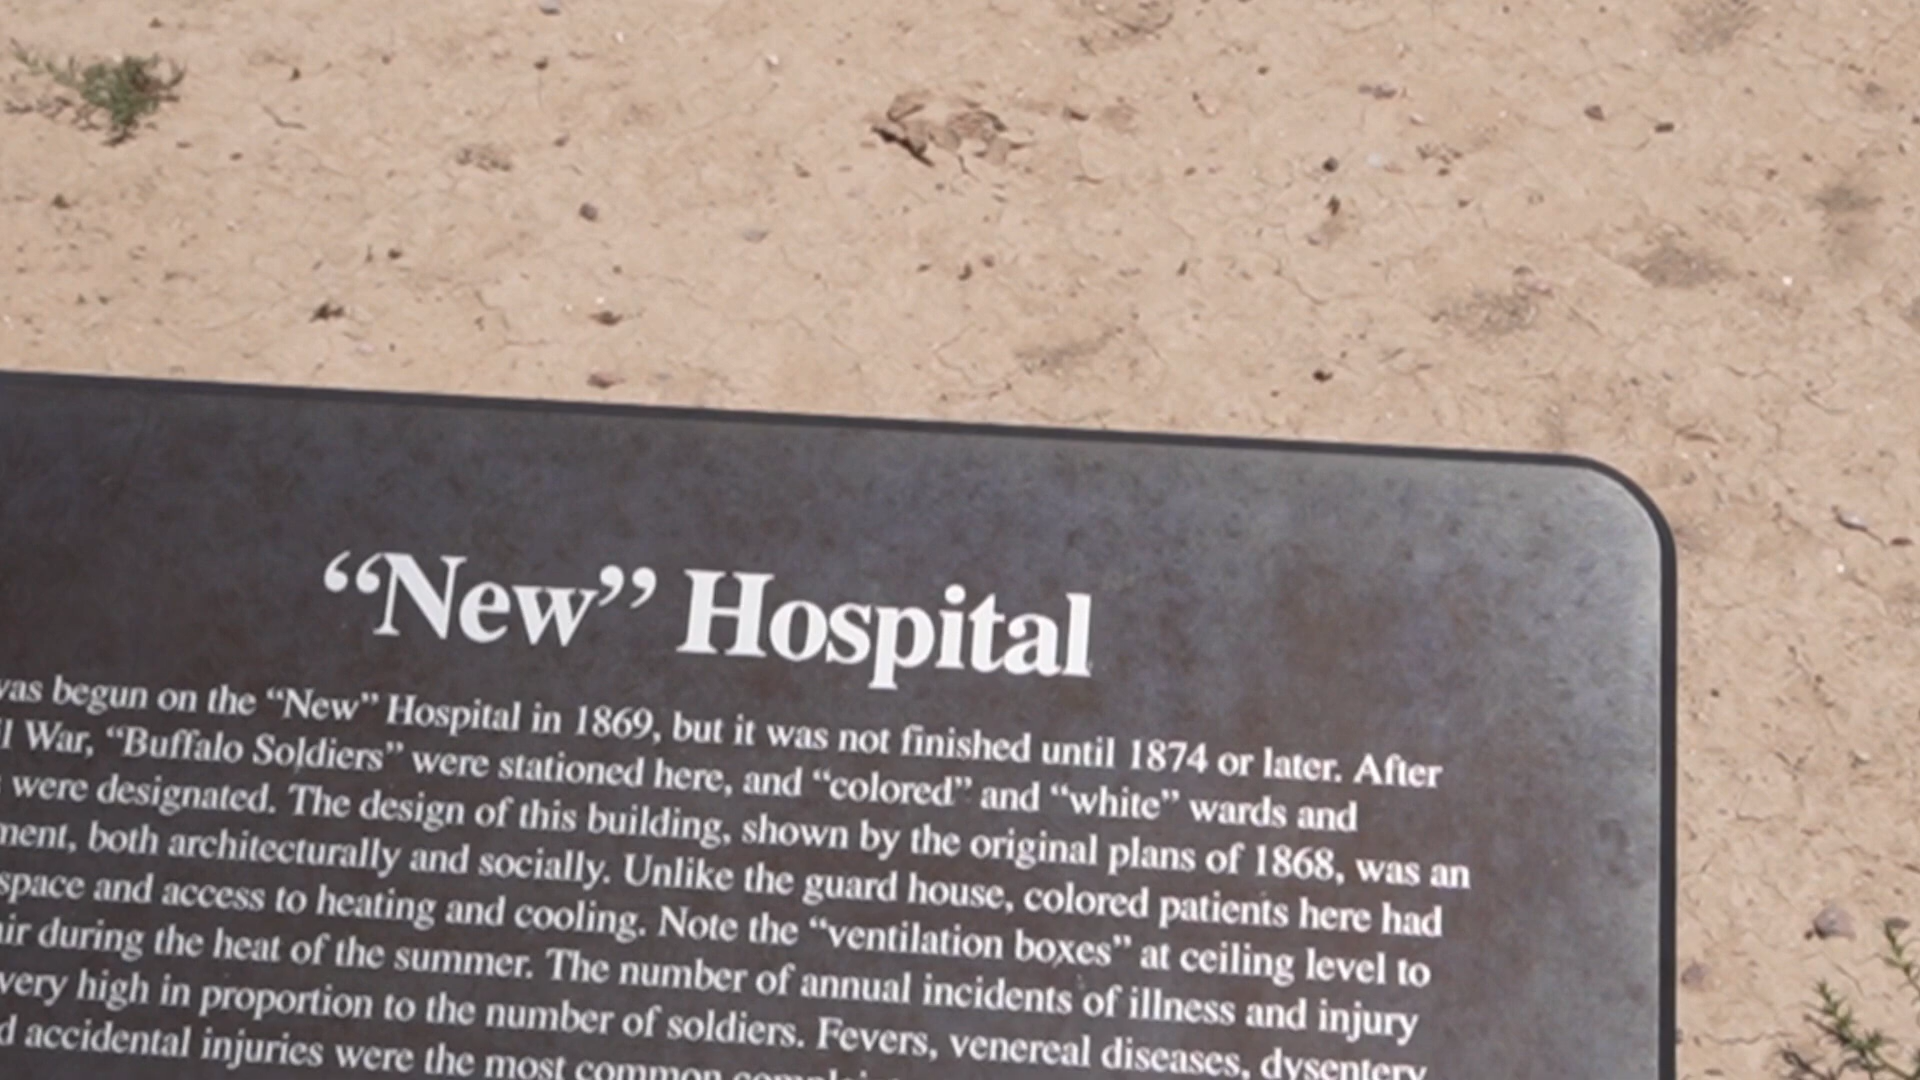 “New” Hospital
was begun on the “New” Hospital in 1869, but it was not finished until 1874 or later. After
War, “Buffalo Soldiers” were stationed here, and “colored” and “white” wards and
were designated. The design of this building, shown by the original plans of 1868, was an
both architecturally and socially. Unlike the guard house, colored patients here had
space and access to heating and cooling. Note the “ventilation boxes” at ceiling level to
air during the heat of the summer. The number of annual incidents of illness and injury
very high in proportion to the number of soldiers. Fevers, venereal diseases, dysentery
accidental injuries were the most common